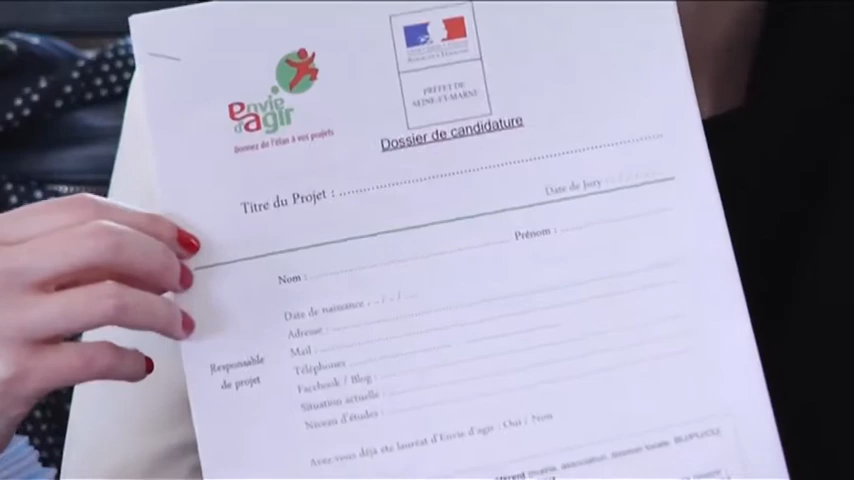 envie
d'agir
Donnez de l'élan à vos projets
RÉPUBLIQUE FRANÇAISE
PRÉFET DE
SEINE-ET-MARNE
Dossier de candidature
Titre du Projet :
Date de Jury
Nom :
Prénom :
Date de naissance :
Adresse :
Mail :
Téléphones
Facebook / Blog :
Situation actuelle :
Niveau d'études :
Responsable
de projet
Avez-vous déjà été lauréat d'Envie d'agir : Oui / Non